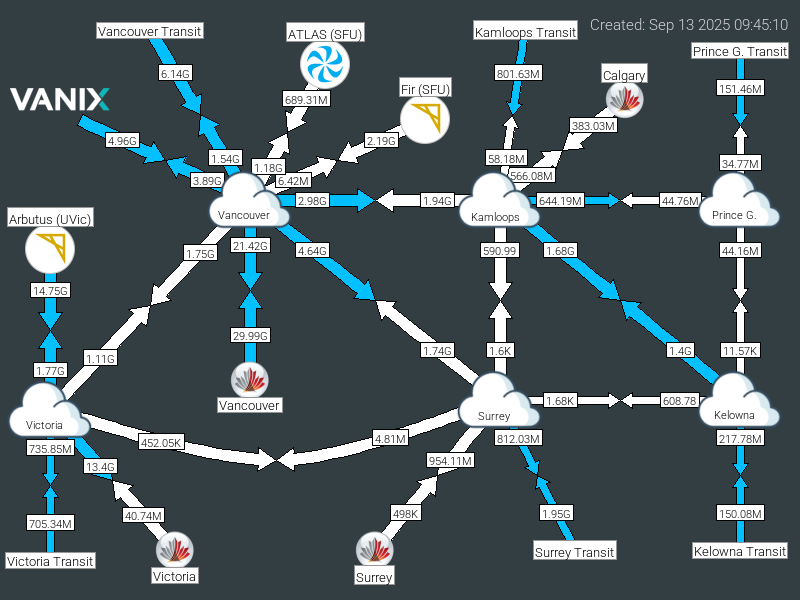 Created: Sep 13 2025 09:45:10
Vancouver Transit
ATLAS (SFU)
Kamloops Transit
Prince G. Transit
6.14G
801.63M
Calgary
151.46M
VANIX
689.31M
Fir (SFU)
383.03M
4.96G
2.19G
1.54G
58.18M
34.77M
1.18G
566.08M
3.89G
6.42M
2.98G
1.94G
644.19M
44.76M
Vancouver
Kamloops
Prince G.
Arbutus (UVic)
1.75G
21.42G
4.64G
590.99
1.68G
44.16M
14.75G
29.99G
1.11G
1.74G
1.6K
1.4G
11.57K
1.77G
Vancouver
1.68K
608.78
Victoria
Surrey
Kelowna
735.85M
452.05K
4.81M
812.03M
217.78M
13.4G
954.11M
705.34M
40.74M
498K
1.95G
150.08M
Victoria Transit
Victoria
Surrey
Surrey Transit
Kelowna Transit